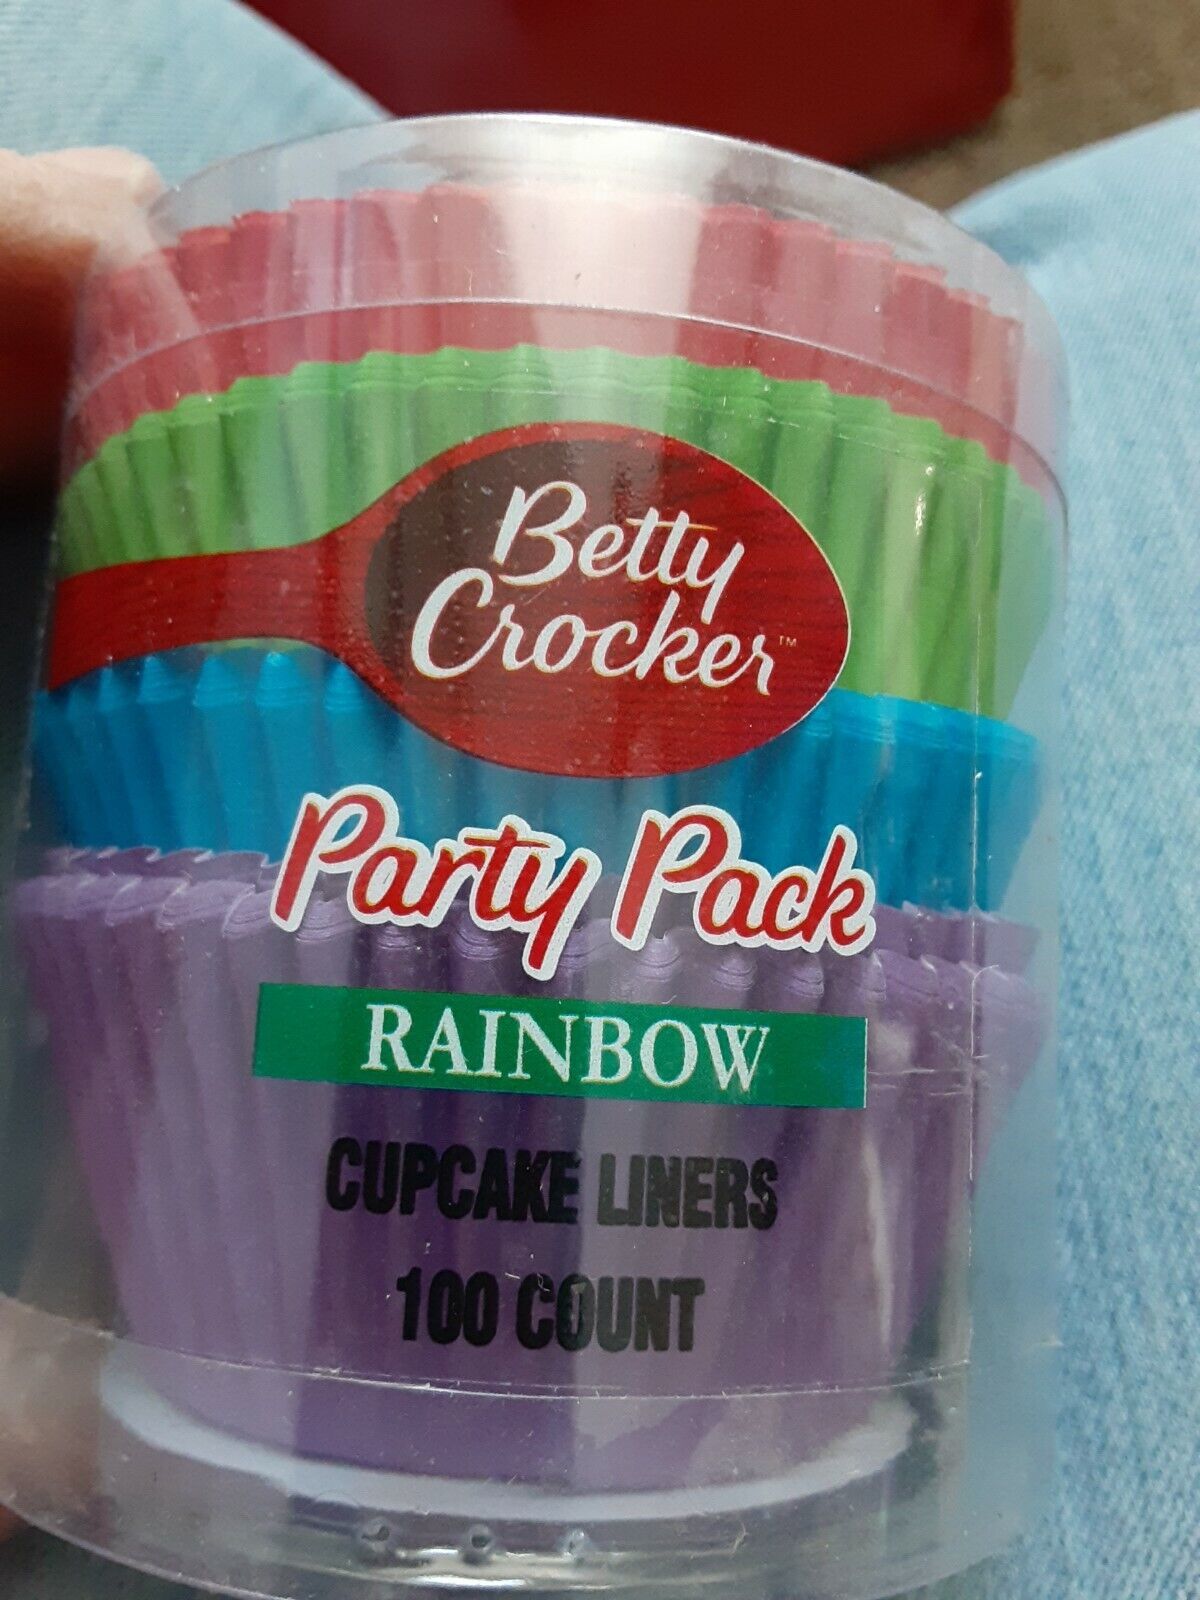 Betty
Crocker™
Party Pack
RAINBOW
CUPCAKE LINERS
100 COUNT